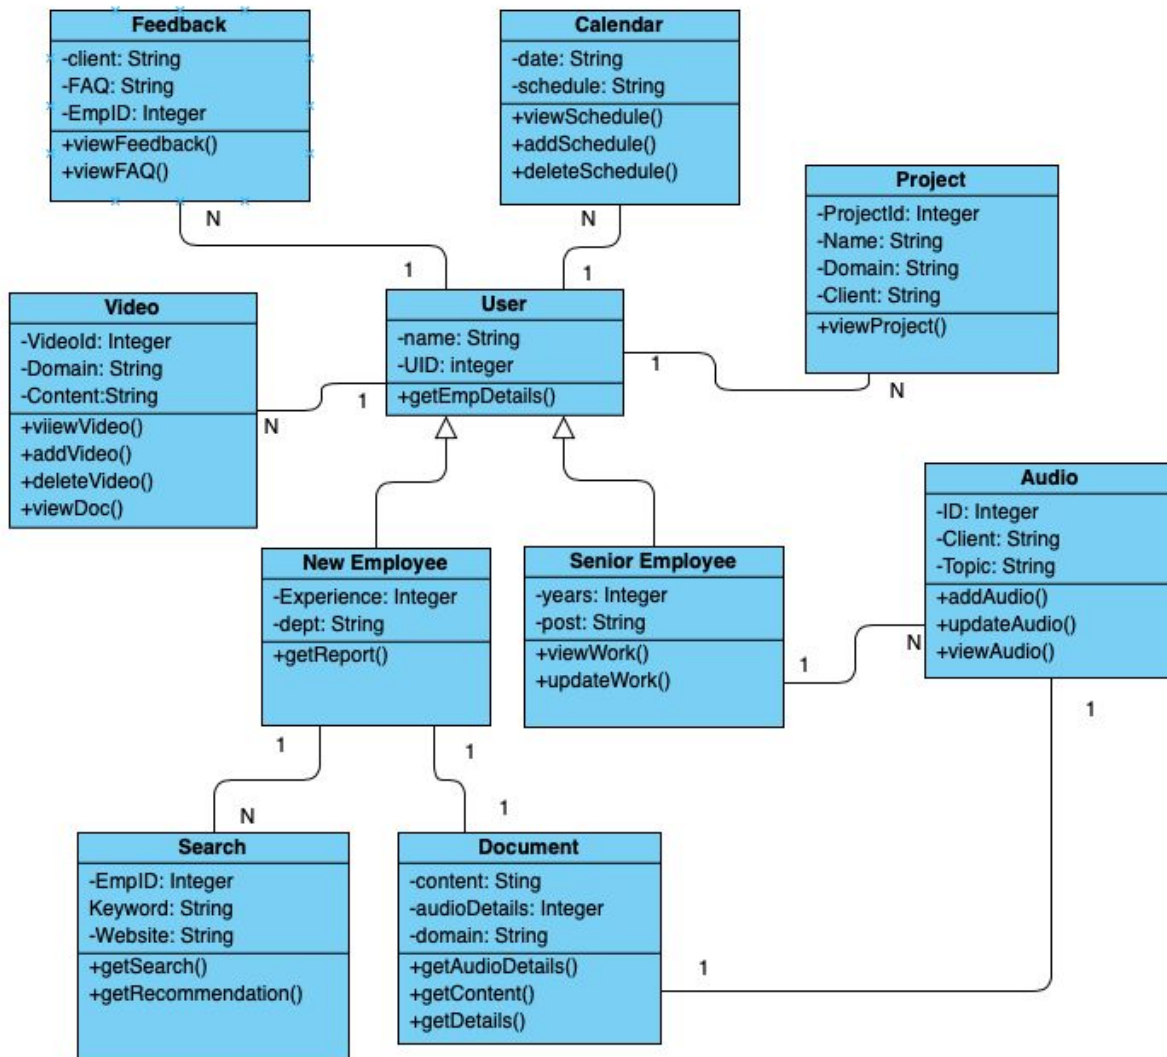 Feedback
-client: String
-FAQ: String
-EmpID: Integer
+viewFeedback()
+viewFAQ()
N
1
Calendar
-date: String
-schedule: String
+viewSchedule()
+addSchedule()
+deleteSchedule()
N
1
Project
-ProjectId: Integer
-Name: String
-Domain: String
-Client: String
+viewProject()
N
1
Video
-VideoId: Integer
-Domain: String
-Content:String
+viiewVideo()
+addVideo()
+deleteVideo()
+viewDoc()
N
1
User
-name: String
-UID: integer
+getEmpDetails()
New Employee
-Experience: Integer
-dept: String
+getReport()
1
1
Senior Employee
-years: Integer
-post: String
+viewWork()
+updateWork()
1
N
Audio
-ID: Integer
-Client: String
-Topic: String
+addAudio()
+updateAudio()
+viewAudio()
1
N
Search
-EmpID: Integer
Keyword: String
-Website: String
+getSearch()
+getRecommendation()
1
Document
-content: Sting
-audioDetails: Integer
-domain: String
+getAudioDetails()
+getContent()
+getDetails()
1